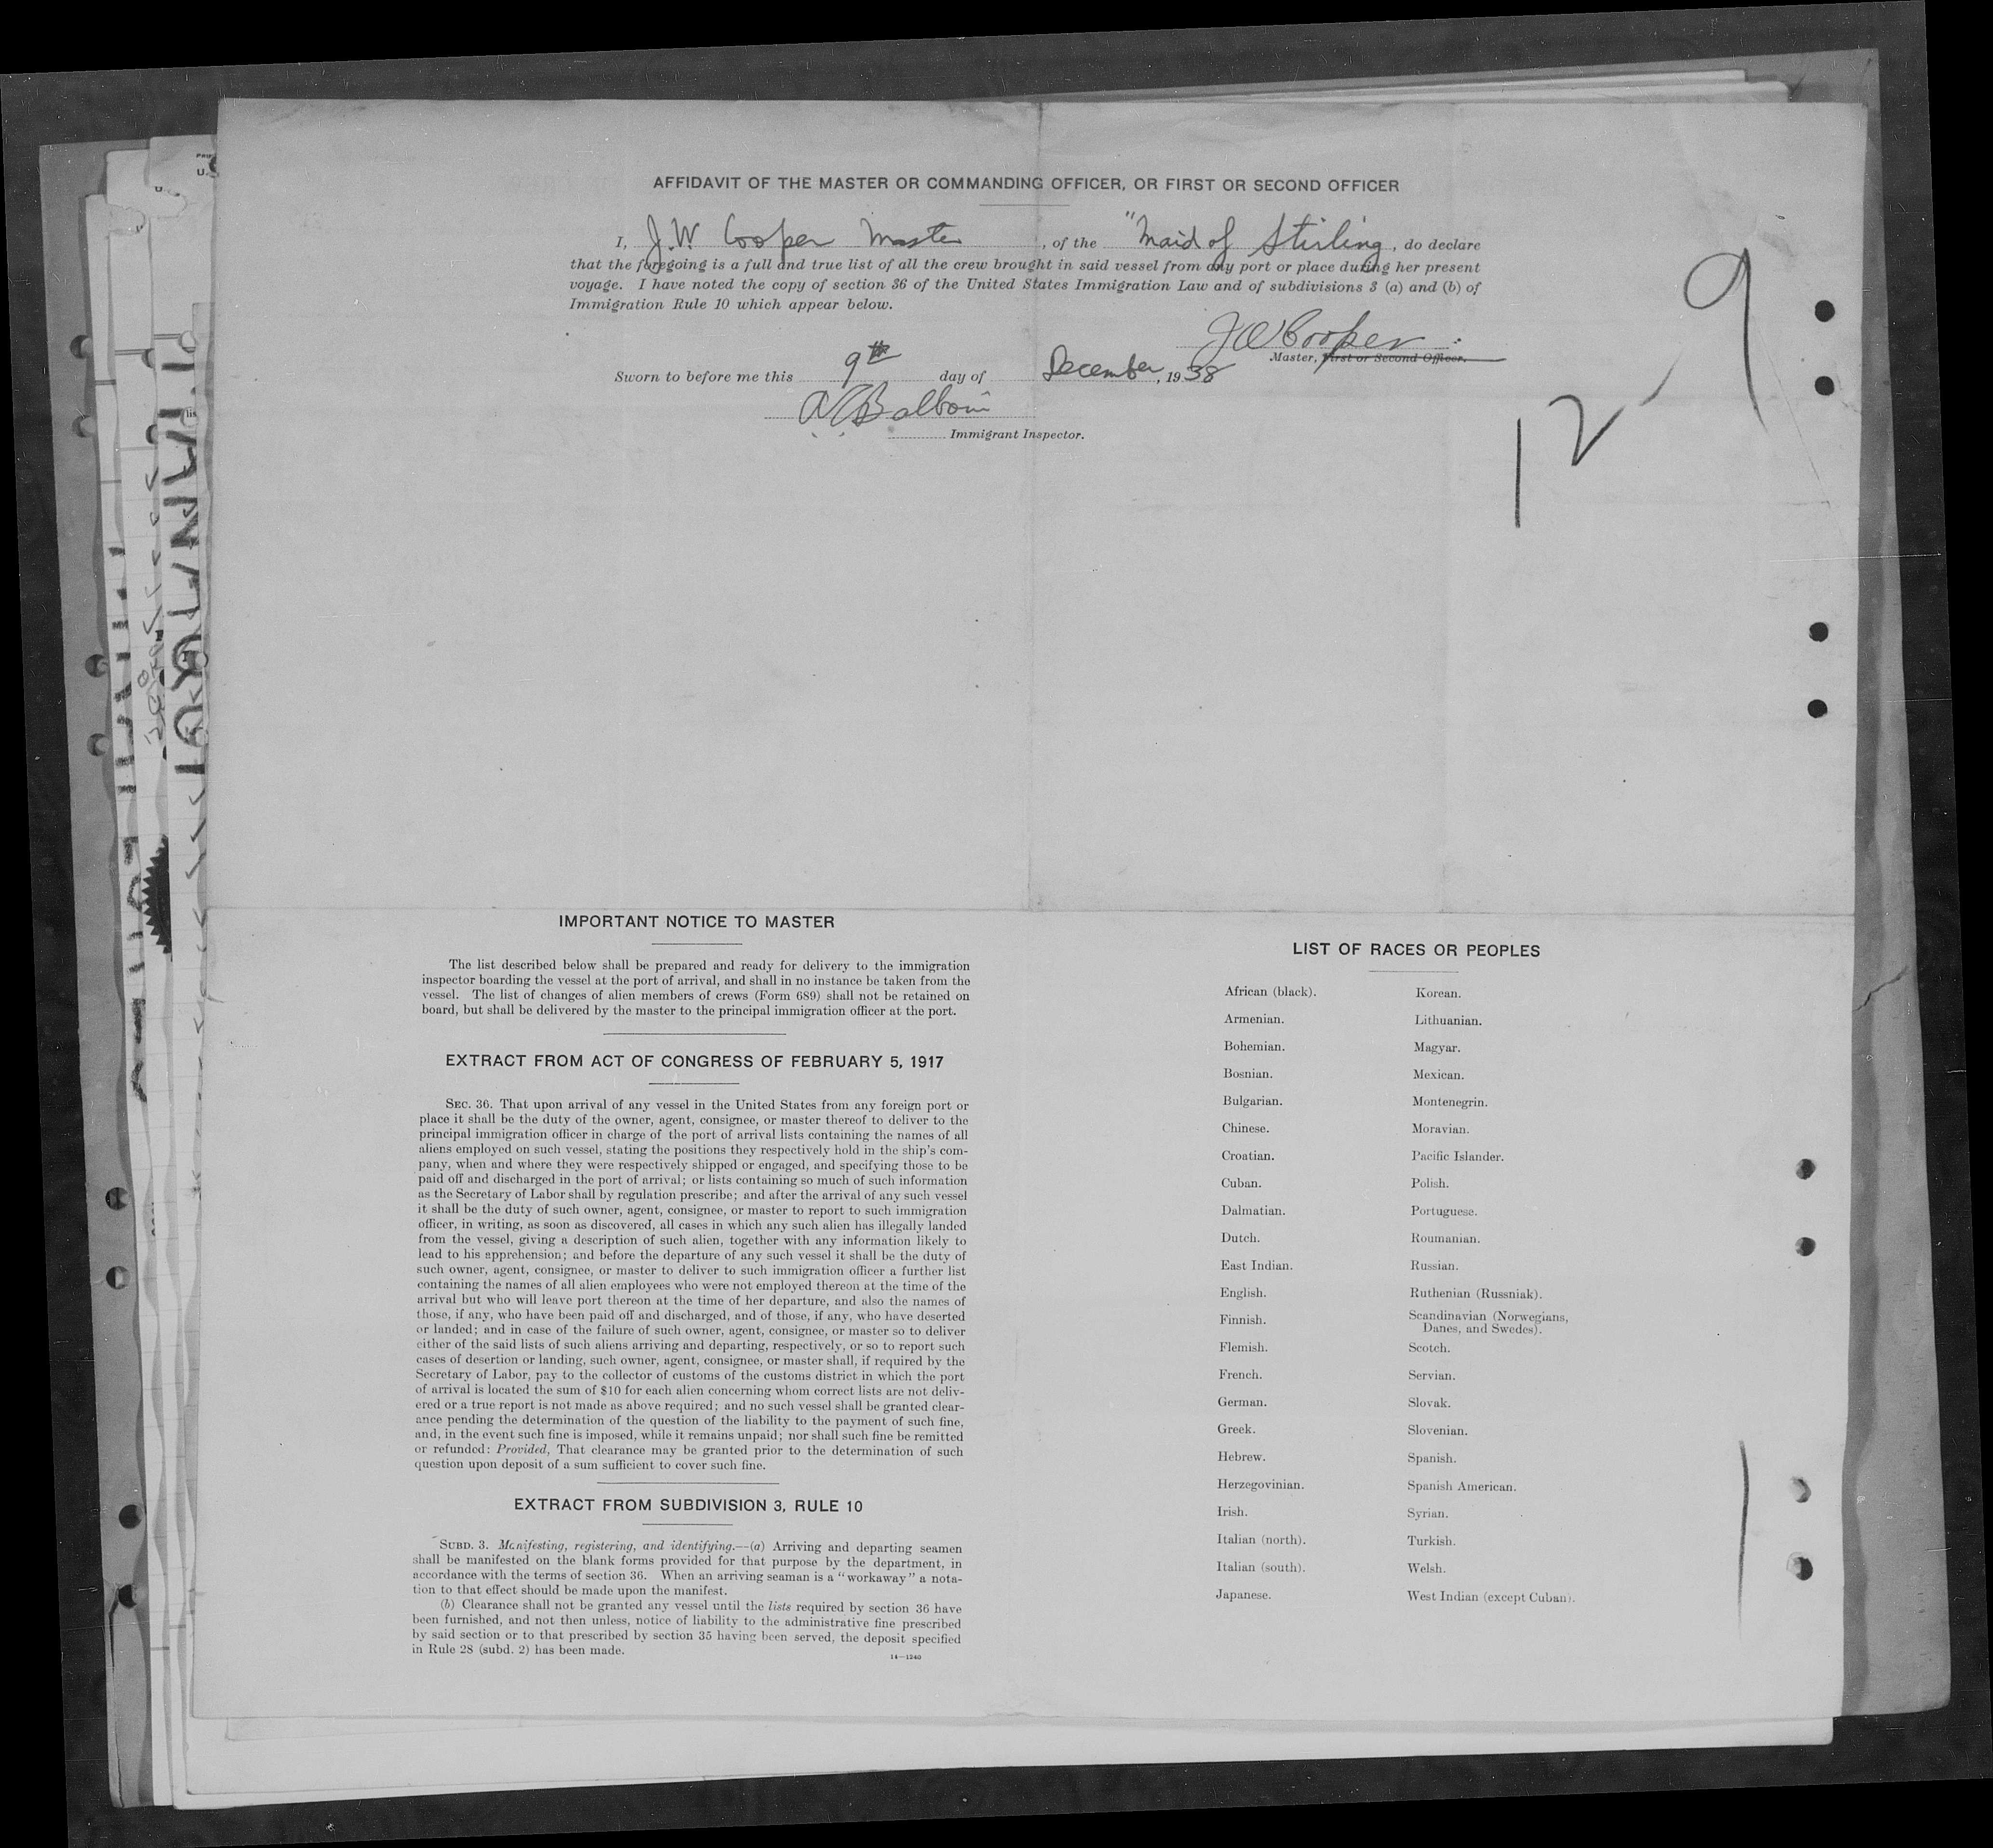 AFFIDAVIT OF THE MASTER OR COMMANDING OFFICER, OR FIRST OR SECOND OFFICER
I, J.W. Cooper Master, of the "Maid of Stirling, do declare
that the foregoing is a full and true list of all the crew brought in said vessel from any port or place during her present
voyage. I have noted the copy of section 36 of the United States Immigration Law and of subdivisions 3 (a) and (b) of
Immigration Rule 10 which appear below.
JW Cooper
Master, First or Second Officer.
Sworn to before me this 9th day of December, 1938
Immigrant Inspector.
12 - 9
IMPORTANT NOTICE TO MASTER
The list described below shall be prepared and ready for delivery to the immigration
inspector boarding the vessel at the port of arrival, and shall in no instance be taken from the
vessel. The list of changes of alien members of crews (Form 689) shall not be retained on
board, but shall be delivered by the master to the principal immigration officer at the port.
EXTRACT FROM ACT OF CONGRESS OF FEBRUARY 5, 1917
SEC. 36. That upon arrival of any vessel in the United States from any foreign port or
place it shall be the duty of the owner, agent, consignee, or master thereof to deliver to the
principal immigration officer in charge of the port of arrival lists containing the names of all
aliens employed on such vessel, stating the positions they respectively hold in the ship's com-
pany, when and where they were respectively shipped or engaged, and specifying those to be
paid off and discharged in the port of arrival; or lists containing so much of such information
as the Secretary of Labor shall by regulation prescribe; and after the arrival of any such vessel
it shall be the duty of such owner, agent, consignee, or master to report to such immigration
officer, in writing, as soon as discovered, all cases in which any such alien has illegally landed
from the vessel, giving a description of such alien, together with any information likely to
lead to his apprehension; and before the departure of any such vessel it shall be the duty of
such owner, agent, consignee, or master to deliver to such immigration officer a further list
containing the names of all alien employees who were not employed thereon at the time of the
arrival but who will leave port thereon at the time of her departure, and also the names of
those, if any, who have been paid off and discharged, and of those, if any, who have deserted
or landed; and in case of the failure of such owner, agent, consignee, or master so to deliver
either of the said lists of such aliens arriving and departing, respectively, or so to report such
cases of desertion or landing, such owner, agent, consignee, or master shall, if required by the
Secretary of Labor, pay to the collector of customs of the customs district in which the port
of arrival is located the sum of $10 for each alien concerning whom correct lists are not deliv-
ered or a true report is not made as above required; and no such vessel shall be granted clear-
ance pending the determination of the question of the liability to the payment of such fine,
and, in the event such fine is imposed, while it remains unpaid; nor shall such fine be remitted
or refunded: Provided, That clearance may be granted prior to the determination of such
question upon deposit of a sum sufficient to cover such fine.
EXTRACT FROM SUBDIVISION 3, RULE 10
SUBD. 3. Manifesting, registering, and identifying.—(a) Arriving and departing seamen
shall be manifested on the blank forms provided for that purpose by the department, in
accordance with the terms of section 36. When an arriving seaman is a "workaway" a nota-
tion to that effect should be made upon the manifest.
(b) Clearance shall not be granted any vessel until the lists required by section 36 have
been furnished, and not then unless, notice of liability to the administrative fine prescribed
by said section or to that prescribed by section 35 having been served, the deposit specified
in Rule 28 (subd. 2) has been made.
14—1240
LIST OF RACES OR PEOPLES
African (black).
Armenian.
Bohemian.
Bosnian.
Bulgarian.
Chinese.
Croatian.
Cuban.
Dalmatian.
Dutch.
East Indian.
English.
Finnish.
Flemish.
French.
German.
Greek.
Hebrew.
Herzegovinian.
Irish.
Italian (north).
Italian (south).
Japanese.
Korean.
Lithuanian.
Magyar.
Mexican.
Montenegrin.
Moravian.
Pacific Islander.
Polish.
Portuguese.
Roumanian.
Russian.
Ruthenian (Russniak).
Scandinavian (Norwegians,
Danes, and Swedes).
Scotch.
Servian.
Slovak.
Slovenian.
Spanish.
Spanish American.
Syrian.
Turkish.
Welsh.
West Indian (except Cuban).